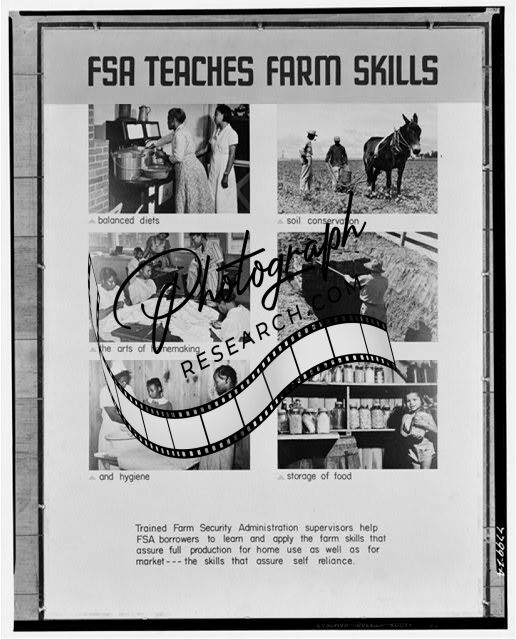 FSA TEACHES FARM SKILLS
balanced diets
soil conservation
Photograph
RESEARCH.COM
the arts of homemaking
and hygiene
storage of food
Trained Farm Security Administration supervisors help
FSA borrowers to learn and apply the farm skills that
assure full production for home use as well as for
market---the skills that assure self reliance.